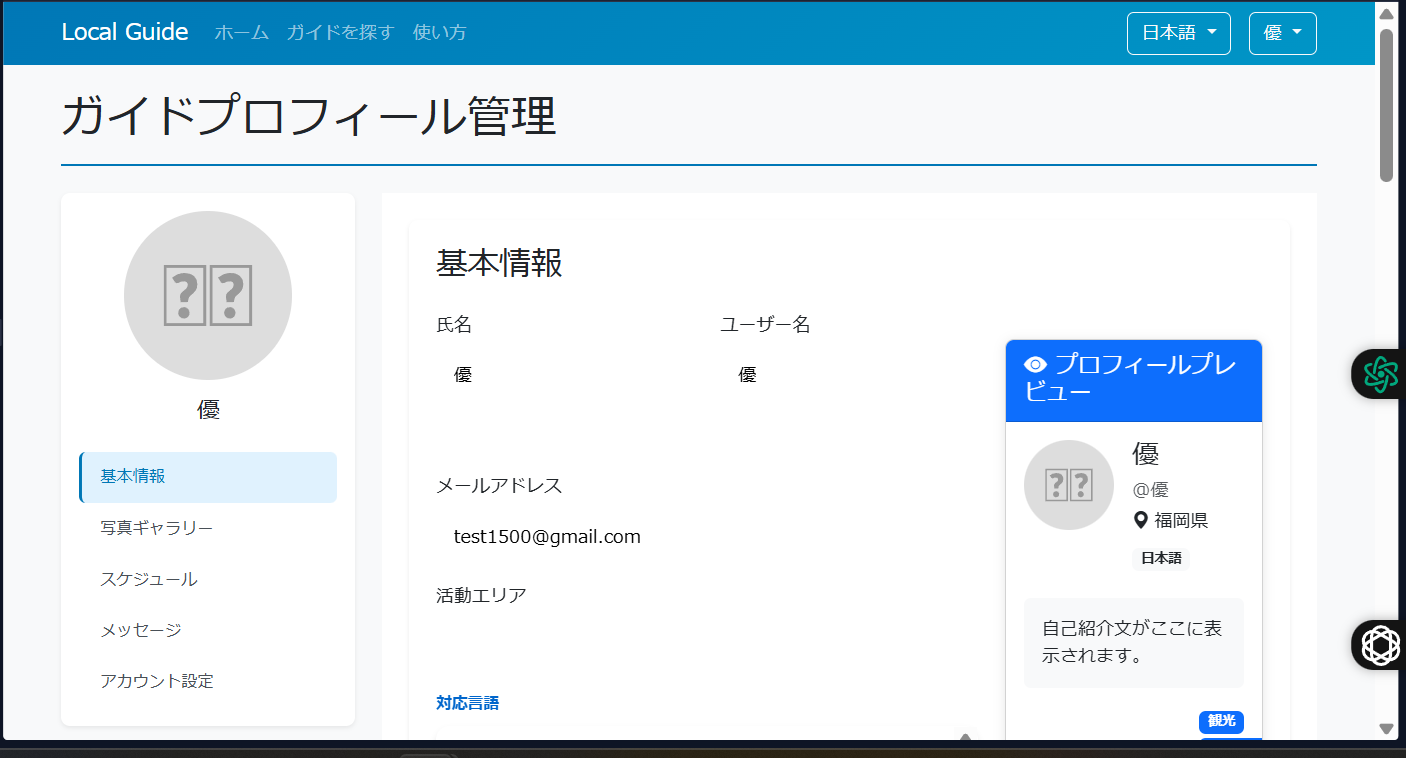 Local Guide ホーム ガイドを探す 使い方 日本語 優
ガイドプロフィール管理
??
優
基本情報
写真ギャラリー
スケジュール
メッセージ
アカウント設定
基本情報
氏名 ユーザー名
優 優
メールアドレス
test1500@gmail.com
活動エリア
対応言語
プロフィールプレ
ビュー
??
優
@優
福岡県
日本語
自己紹介文がここに表
示されます。
観光